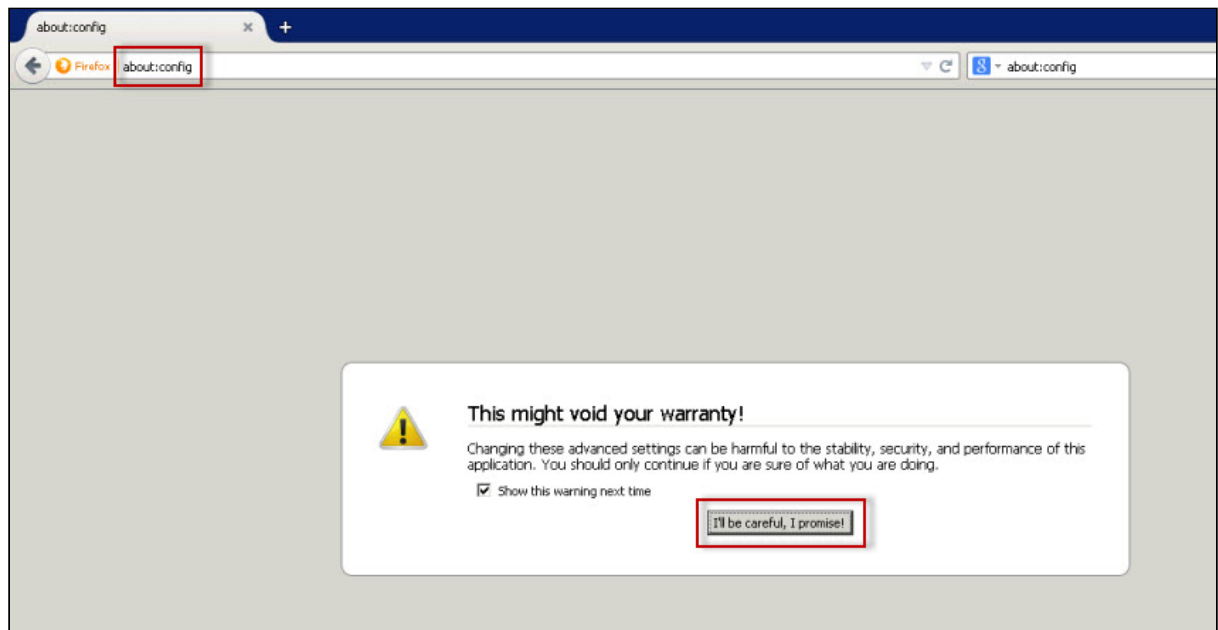 about:config
Firefox about:config
8 about:config
This might void your warranty!
Changing these advanced settings can be harmful to the stability, security, and performance of this
application. You should only continue if you are sure of what you are doing.
Show this warning next time
I'll be careful, I promise!